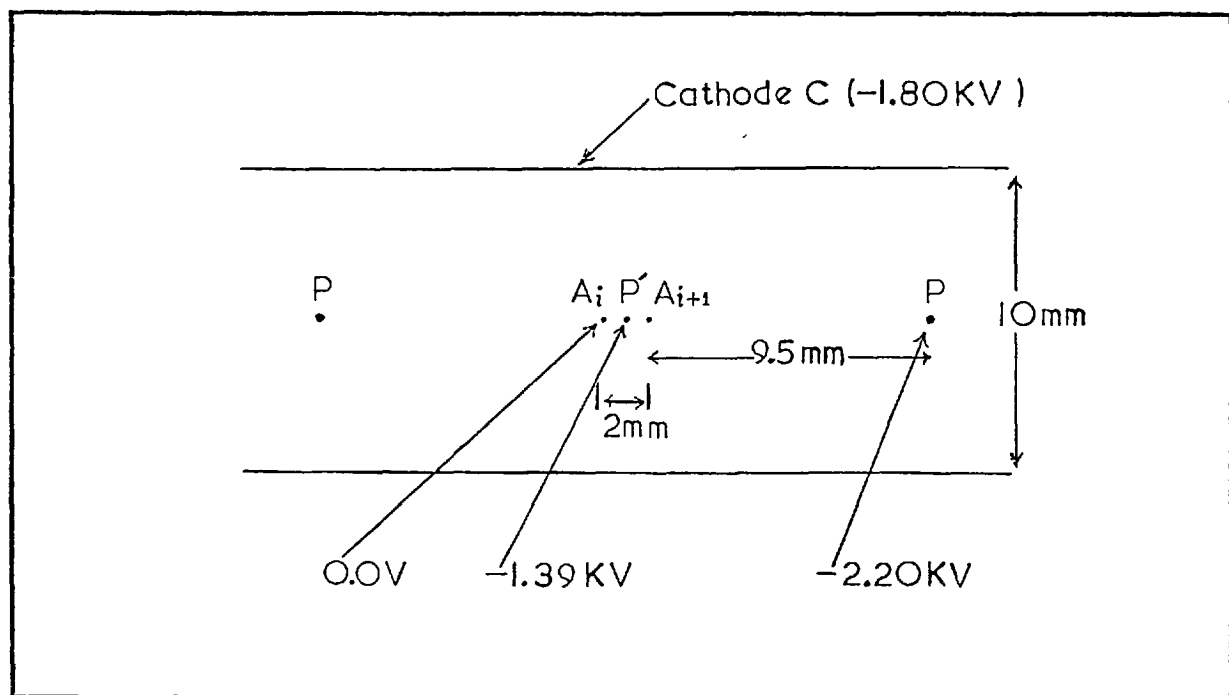 Cathode C (-1.80KV)
P
Ai P′ Ai+1
P
10mm
9.5mm
2mm
0.0V
-1.39KV
-2.20KV